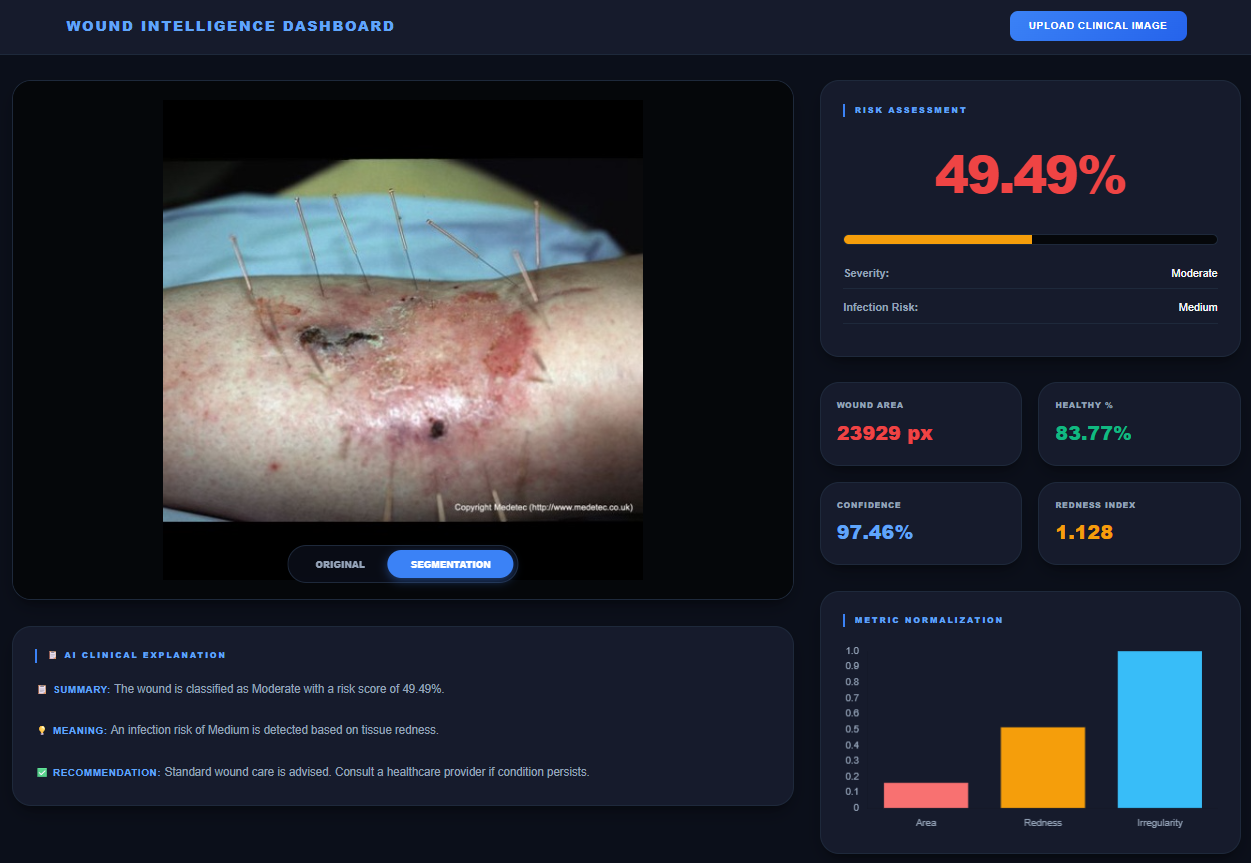 WOUND INTELLIGENCE DASHBOARD
UPLOAD CLINICAL IMAGE
Copyright Medetec (http://www.medetec.co.uk)
ORIGINAL
SEGMENTATION
AI CLINICAL EXPLANATION
SUMMARY: The wound is classified as Moderate with a risk score of 49.49%.
MEANING: An infection risk of Medium is detected based on tissue redness.
RECOMMENDATION: Standard wound care is advised. Consult a healthcare provider if condition persists.
RISK ASSESSMENT
49.49%
Severity: Moderate
Infection Risk: Medium
WOUND AREA
23929 px
HEALTHY %
83.77%
CONFIDENCE
97.46%
REDNESS INDEX
1.128
METRIC NORMALIZATION
1.0
0.9
0.8
0.7
0.6
0.5
0.4
0.3
0.2
0.1
0
Area Redness Irregularity